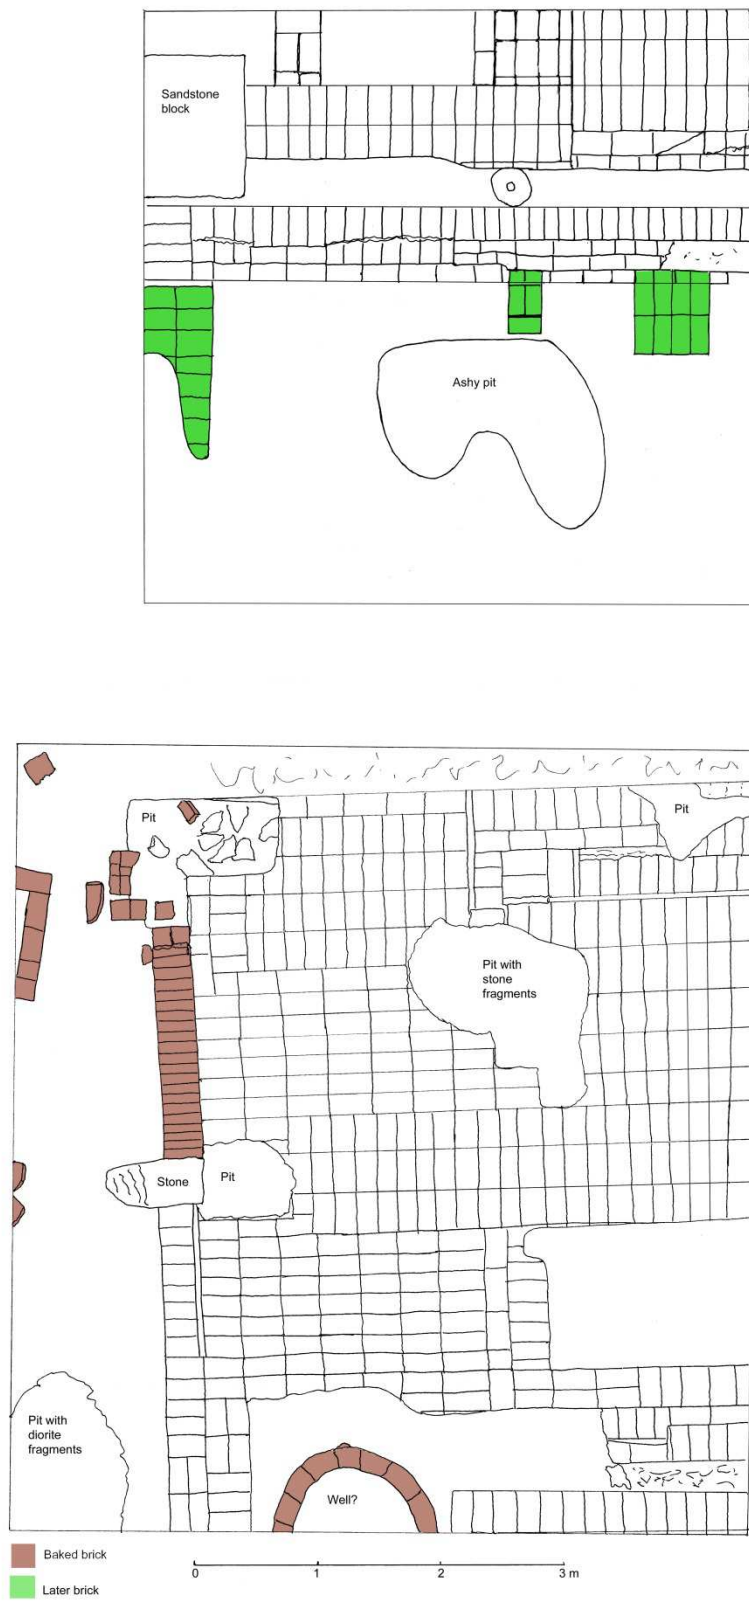 Sandstone
block
Ashy pit
Pit
Pit
Pit with
stone
fragments
Stone
Pit
Pit with
diorite
fragments
Well?
Baked brick
Later brick
0 1 2 3 m